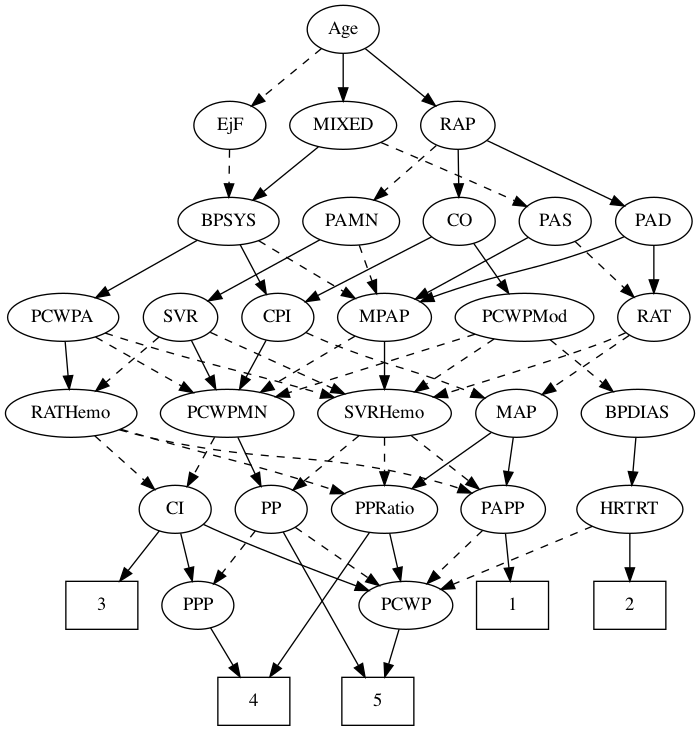 Age
EjF
MIXED
RAP
BPSYS
PAMN
CO
PAS
PAD
PCWPA
SVR
CPI
MPAP
PCWPMod
RAT
RATHemo
PCWPMN
SVRHemo
MAP
BPDIAS
CI
PP
PPRatio
PAPP
HRTRT
3
PPP
PCWP
1
2
4
5